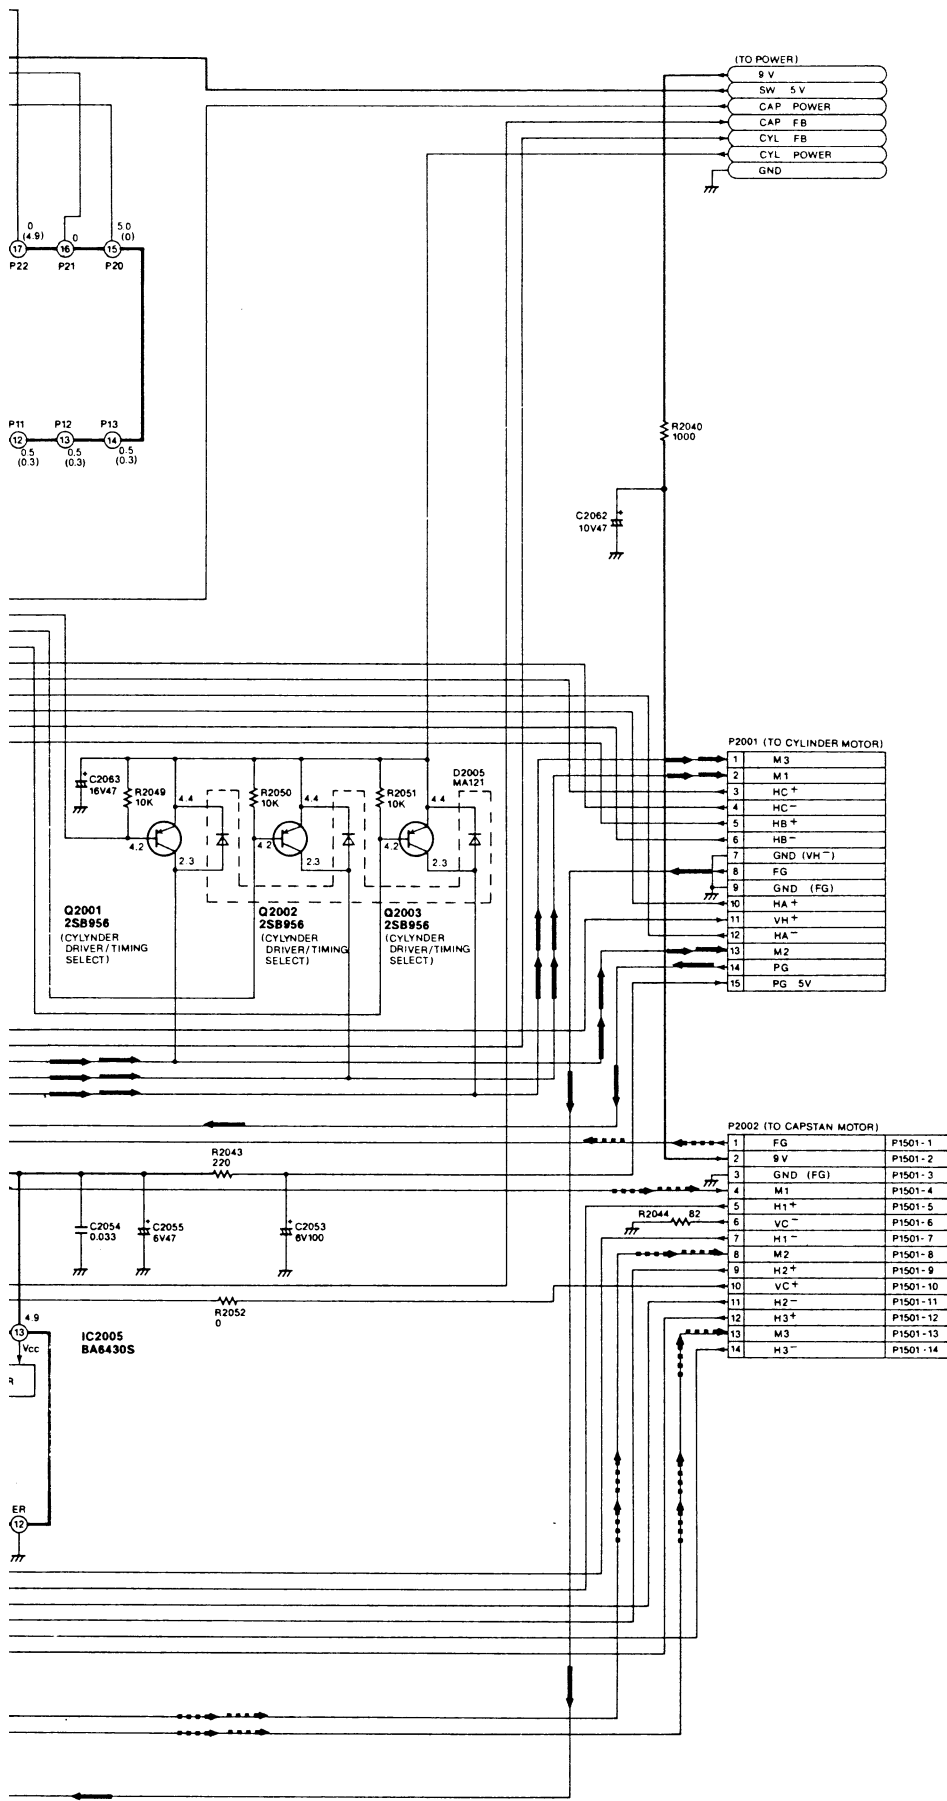 (TO POWER)
9 V
SW 5 V
CAP POWER
CAP FB
CYL FB
CYL POWER
GND
0
(4.9)
0
5.0
(0)
17
16
15
P22
P21
P20
P11
P12
P13
12
13
14
0.5
(0.3)
0.5
(0.3)
0.5
(0.3)
R2040
1000
C2062
10V47
+
P2001 (TO CYLINDER MOTOR)
1 M3
2 M1
3 HC+
4 HC−
5 HB+
6 HB−
7 GND (VH−)
8 FG
9 GND (FG)
10 HA+
11 VH+
12 HA−
13 M2
14 PG
15 PG 5V
+
C2063
16V47
R2049
10K
4.4
R2050
10K
4.4
R2051
10K
4.4
D2005
MA121
4.2
2.3
4.2
2.3
4.2
2.3
Q2001
2SB956
(CYLYNDER
DRIVER/TIMING
SELECT)
Q2002
2SB956
(CYLYNDER
DRIVER/TIMING
SELECT)
Q2003
2SB956
(CYLYNDER
DRIVER/TIMING
SELECT)
P2002 (TO CAPSTAN MOTOR)
1 FG P1501-1
2 9V P1501-2
3 GND (FG) P1501-3
4 M1 P1501-4
5 H1+ P1501-5
6 VC− P1501-6
7 H1− P1501-7
8 M2 P1501-8
9 H2+ P1501-9
10 VC+ P1501-10
11 H2− P1501-11
12 H3+ P1501-12
13 M3 P1501-13
14 H3− P1501-14
R2043
220
R2044 82
C2054
0.033
+
C2055
6V47
+
C2053
6V100
R2052
0
4.9
13
Vcc
R
IC2005
BA6430S
ER
12